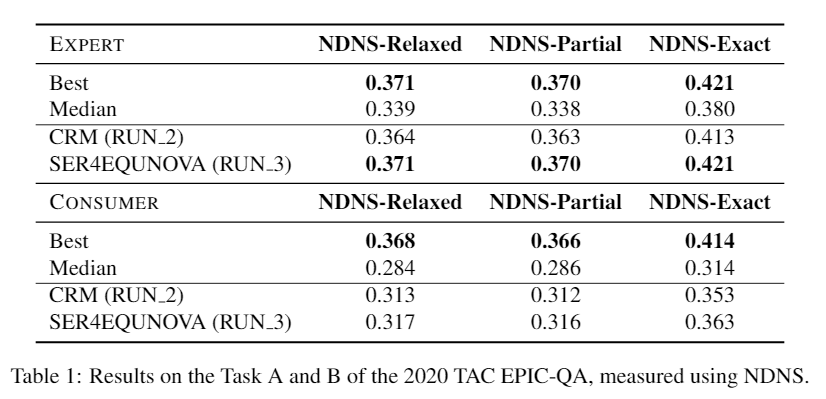 EXPERT NDNS-Relaxed NDNS-Partial NDNS-Exact
Best 0.371 0.370 0.421
Median 0.339 0.338 0.380
CRM (RUN_2) 0.364 0.363 0.413
SER4EQUNOVA (RUN_3) 0.371 0.370 0.421
CONSUMER NDNS-Relaxed NDNS-Partial NDNS-Exact
Best 0.368 0.366 0.414
Median 0.284 0.286 0.314
CRM (RUN_2) 0.313 0.312 0.353
SER4EQUNOVA (RUN_3) 0.317 0.316 0.363
Table 1: Results on the Task A and B of the 2020 TAC EPIC-QA, measured using NDNS.